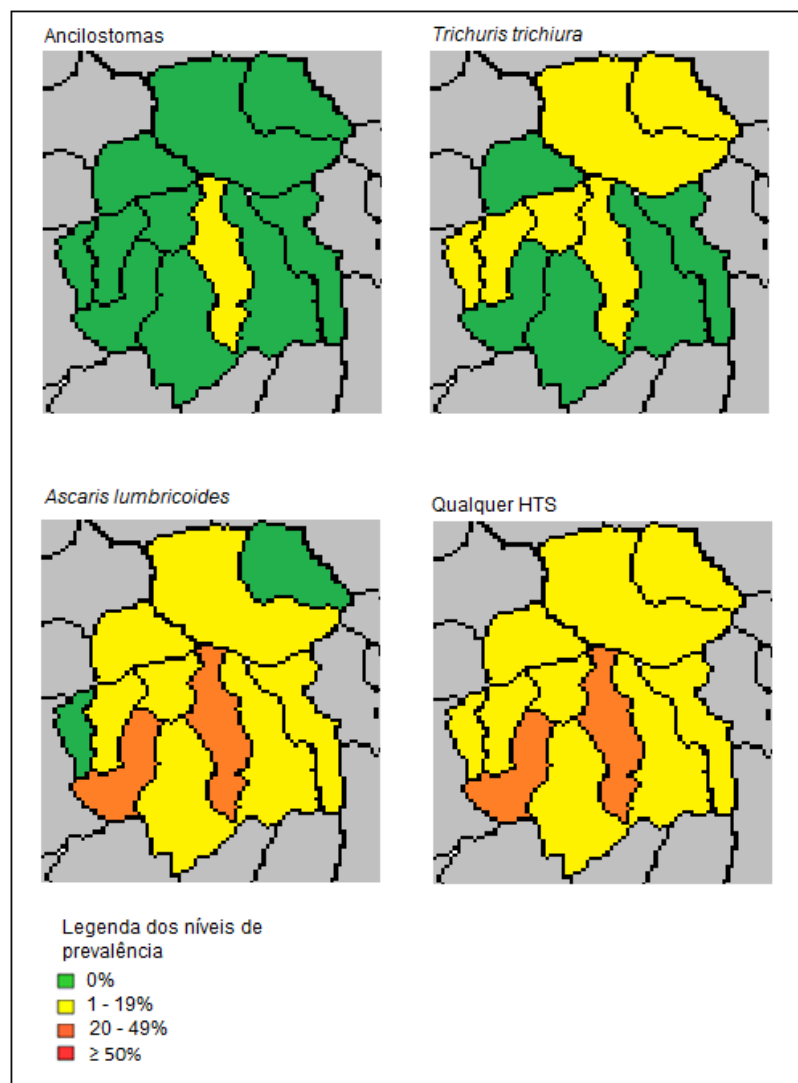 Ancilostomas
Trichuris trichiura
Ascaris lumbricoides
Qualquer HTS
Legenda dos níveis de
prevalência
0%
1 - 19%
20 - 49%
≥ 50%